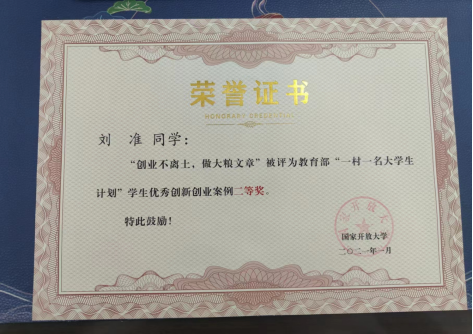 荣誉证书
HONORARY CREDENTIAL
刘 准 同学：
“创业不离土、做大粮文章”被评为教育部“一村一名大学生
计划”学生优秀创新创业案例二等奖。
特此鼓励！
国家开放大学
二〇二一年一月